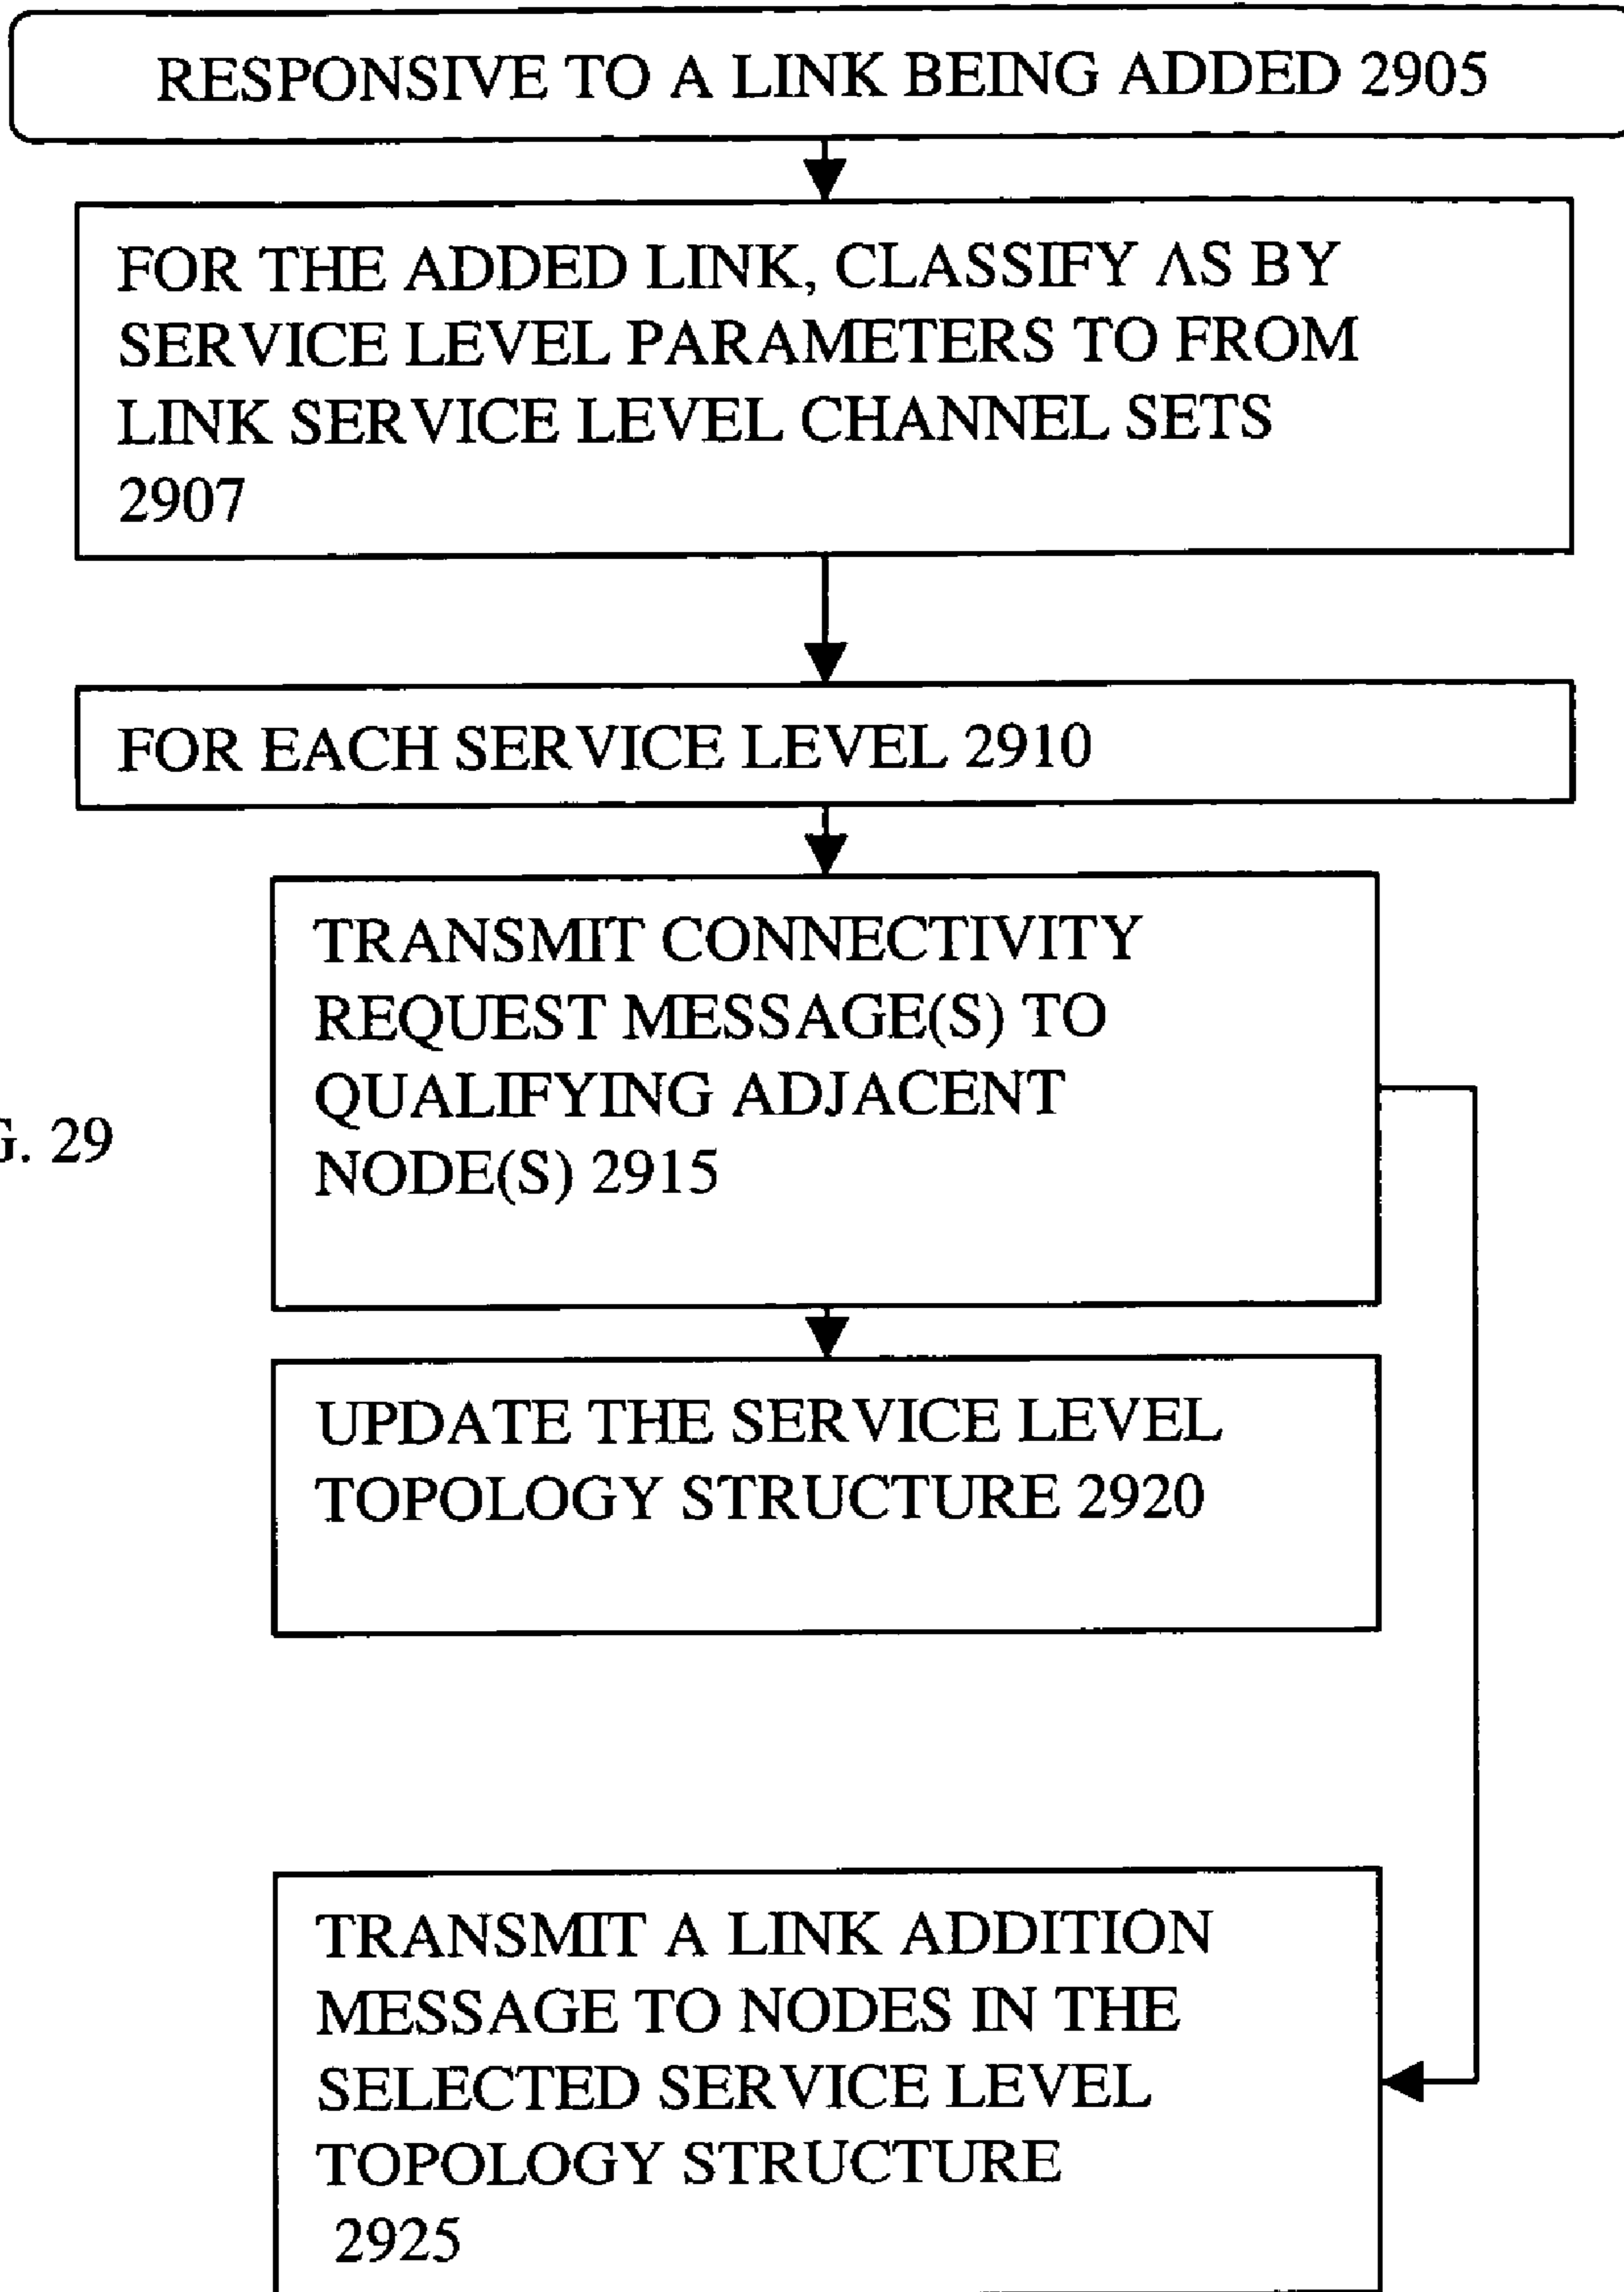 RESPONSIVE TO A LINK BEING ADDED 2905
FOR THE ADDED LINK, CLASSIFY ΛS BY
SERVICE LEVEL PARAMETERS TO FROM
LINK SERVICE LEVEL CHANNEL SETS
2907
FOR EACH SERVICE LEVEL 2910
TRANSMIT CONNECTIVITY
REQUEST MESSAGE(S) TO
QUALIFYING ADJACENT
NODE(S) 2915
G. 29
UPDATE THE SERVICE LEVEL
TOPOLOGY STRUCTURE 2920
TRANSMIT A LINK ADDITION
MESSAGE TO NODES IN THE
SELECTED SERVICE LEVEL
TOPOLOGY STRUCTURE
2925